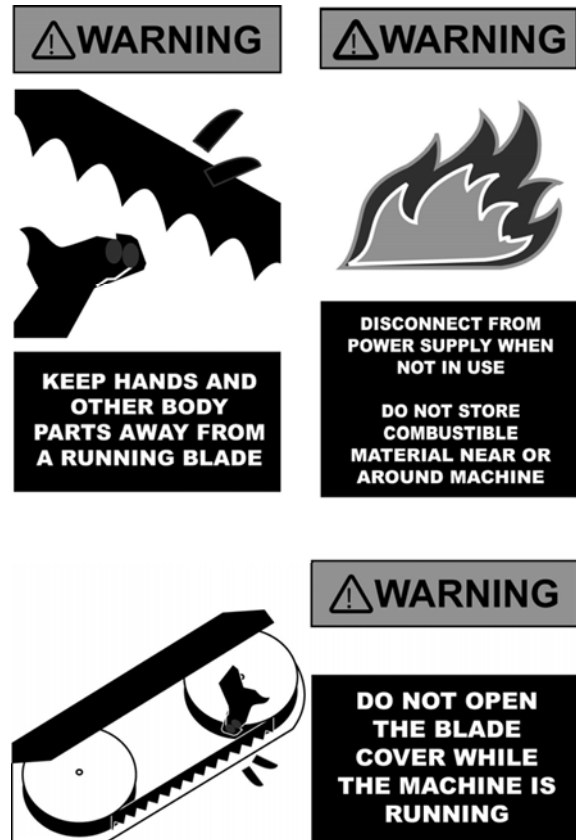 WARNING
KEEP HANDS AND
OTHER BODY
PARTS AWAY FROM
A RUNNING BLADE
WARNING
DISCONNECT FROM
POWER SUPPLY WHEN
NOT IN USE
DO NOT STORE
COMBUSTIBLE
MATERIAL NEAR OR
AROUND MACHINE
WARNING
DO NOT OPEN
THE BLADE
COVER WHILE
THE MACHINE IS
RUNNING